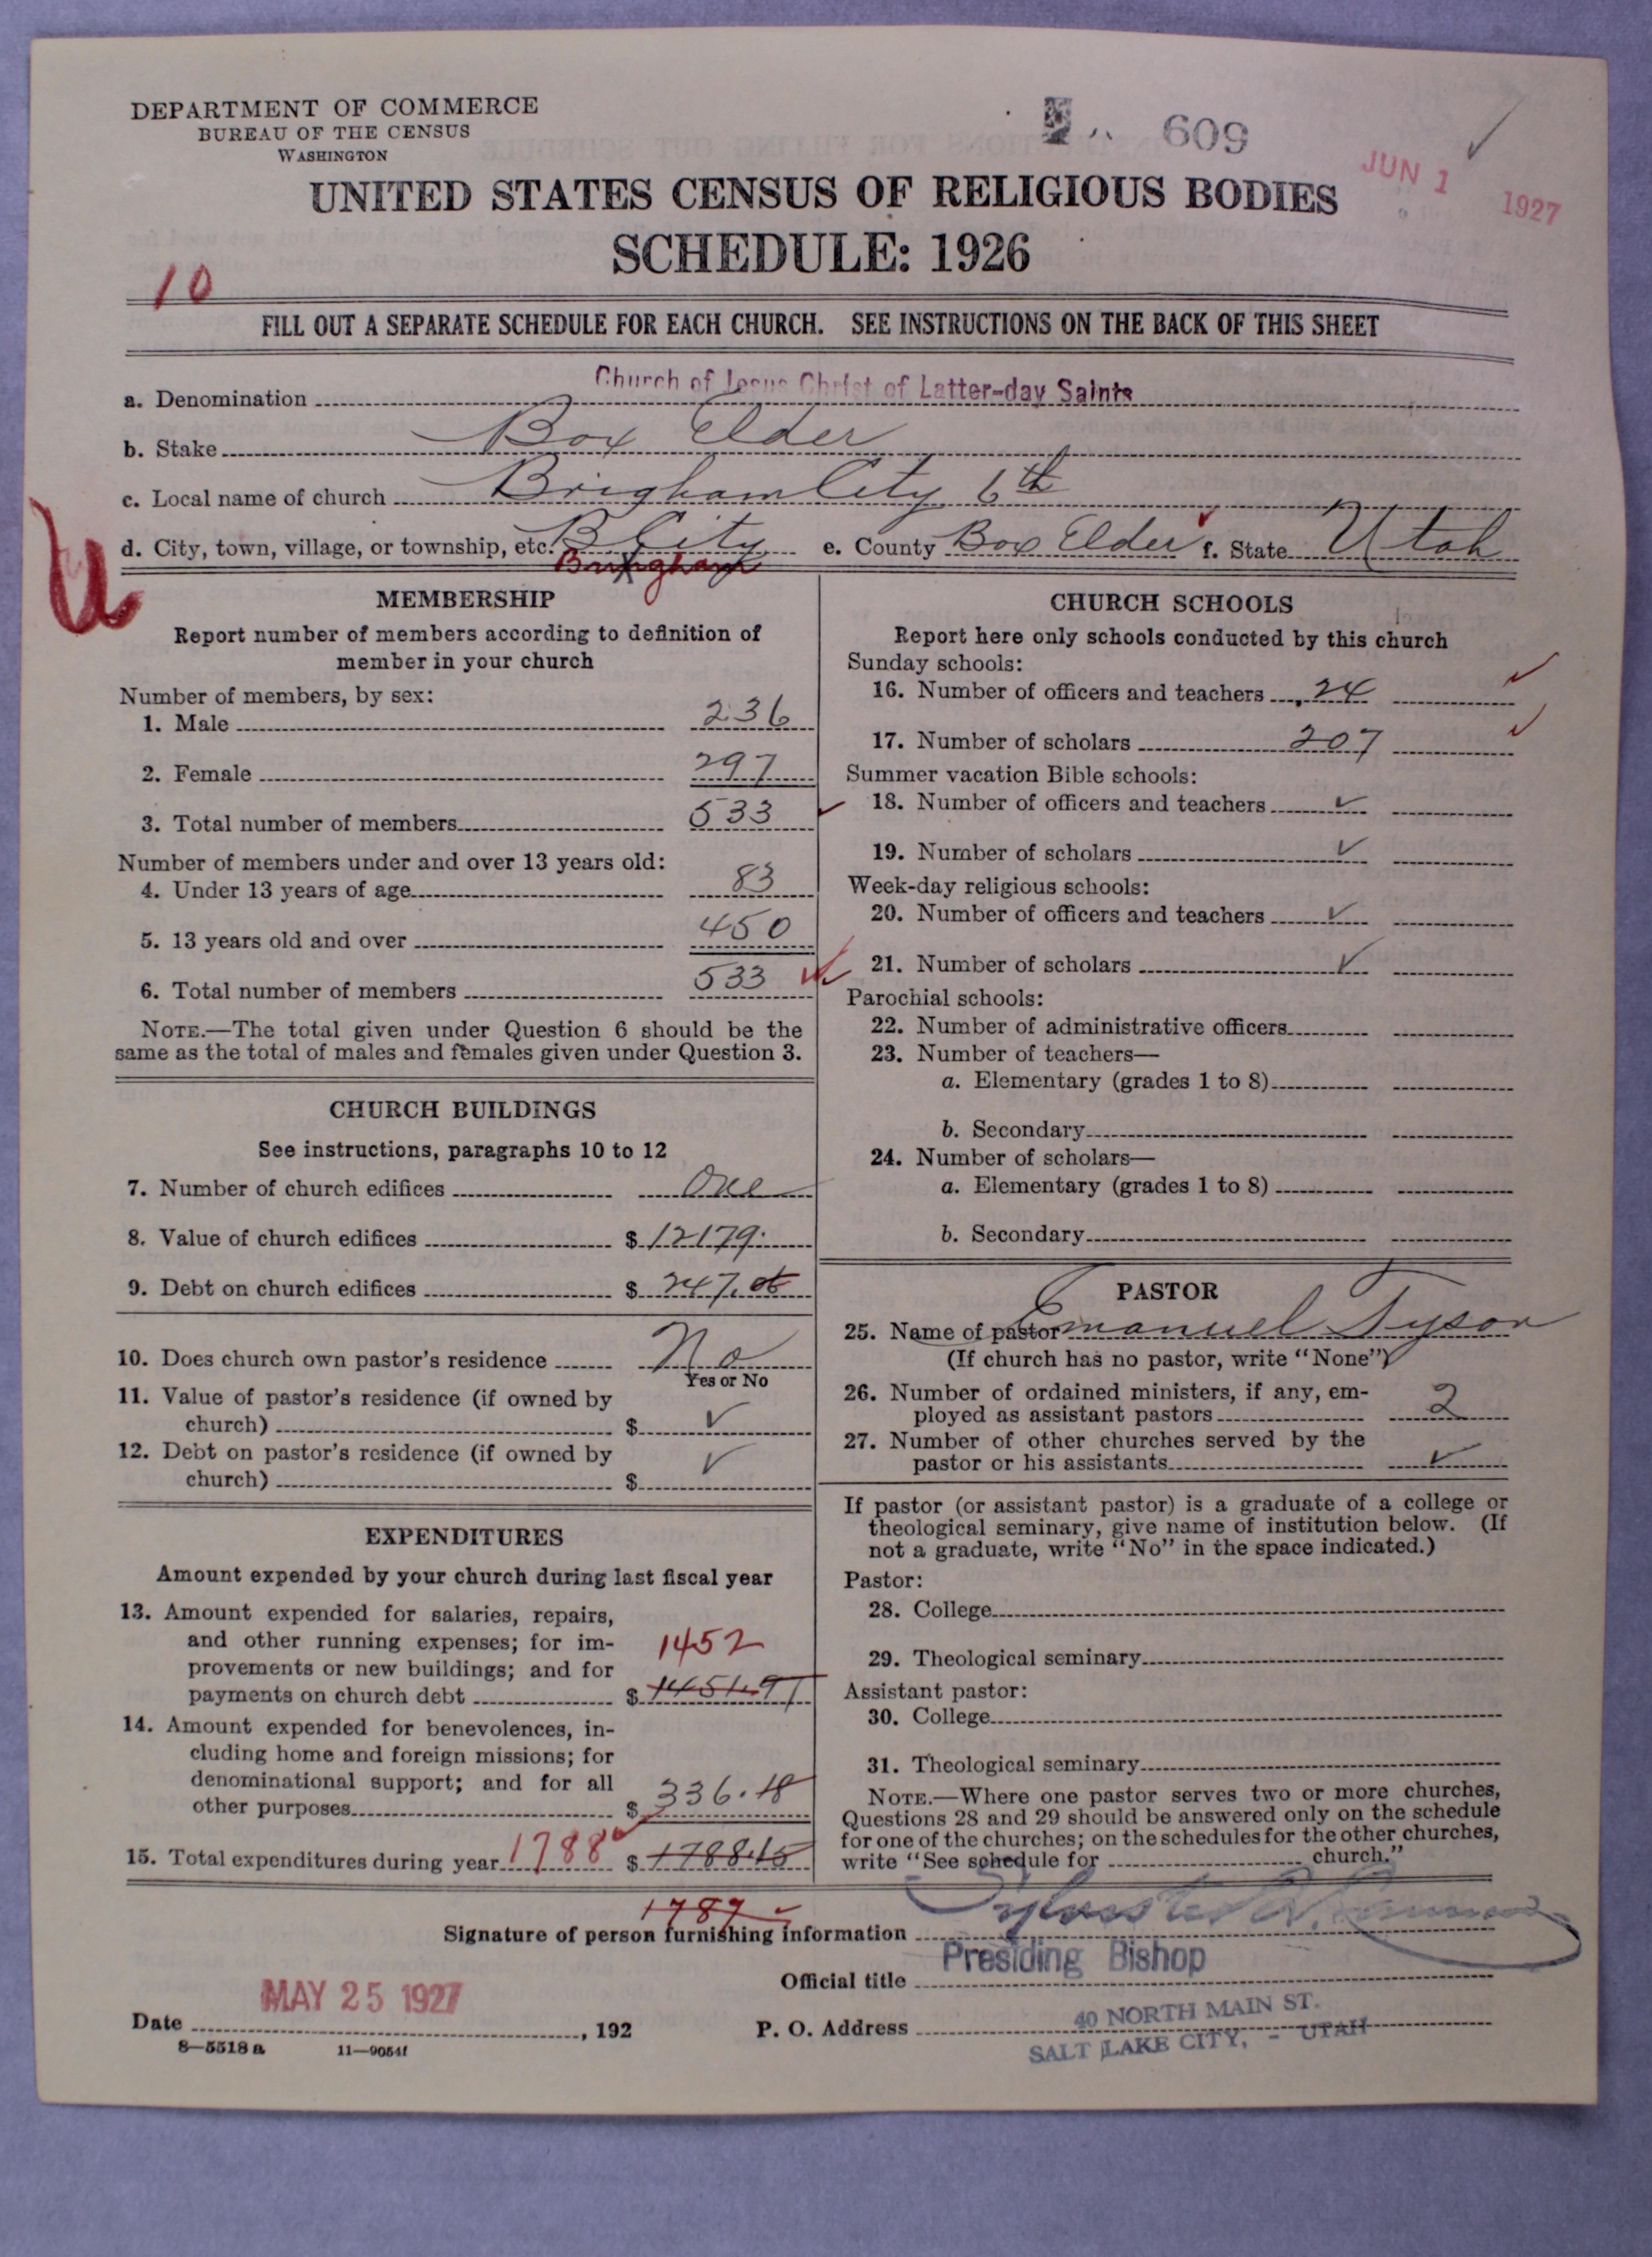 DEPARTMENT OF COMMERCE
BUREAU OF THE CENSUS
WASHINGTON
609
JUN 1 1927
UNITED STATES CENSUS OF RELIGIOUS BODIES
SCHEDULE: 1926
10
FILL OUT A SEPARATE SCHEDULE FOR EACH CHURCH. SEE INSTRUCTIONS ON THE BACK OF THIS SHEET
a. Denomination Church of Jesus Christ of Latter-day Saints
b. Stake Box Elder
c. Local name of church Brigham City 6th
d. City, town, village, or township, etc. B. City e. County Box Elder f. State Utah
Brigham
U
MEMBERSHIP
Report number of members according to definition of
member in your church
Number of members, by sex:
1. Male 236
2. Female 297
3. Total number of members 533 ✓
Number of members under and over 13 years old:
4. Under 13 years of age 83
5. 13 years old and over 450
6. Total number of members 533 ✓
NOTE.—The total given under Question 6 should be the
same as the total of males and females given under Question 3.
CHURCH BUILDINGS
See instructions, paragraphs 10 to 12
7. Number of church edifices One
8. Value of church edifices $ 12179.
9. Debt on church edifices $ 247.06
10. Does church own pastor's residence No
Yes or No
11. Value of pastor's residence (if owned by
church) $ ✓
12. Debt on pastor's residence (if owned by
church) $ ✓
EXPENDITURES
Amount expended by your church during last fiscal year
13. Amount expended for salaries, repairs,
and other running expenses; for im-
provements or new buildings; and for 1452
payments on church debt $ 1451.97
14. Amount expended for benevolences, in-
cluding home and foreign missions; for
denominational support; and for all
other purposes $ 336.18
15. Total expenditures during year 1788 $ 1788.15
1787 ✓
CHURCH SCHOOLS
Report here only schools conducted by this church
Sunday schools:
16. Number of officers and teachers 24 ✓
17. Number of scholars 207 ✓
Summer vacation Bible schools:
18. Number of officers and teachers ✓
19. Number of scholars ✓
Week-day religious schools:
20. Number of officers and teachers ✓
21. Number of scholars ✓
Parochial schools:
22. Number of administrative officers
23. Number of teachers—
a. Elementary (grades 1 to 8)
b. Secondary
24. Number of scholars—
a. Elementary (grades 1 to 8)
b. Secondary
PASTOR
25. Name of pastor Emanuel Tyson
(If church has no pastor, write "None")
26. Number of ordained ministers, if any, em-
ployed as assistant pastors 2
27. Number of other churches served by the
pastor or his assistants ✓
If pastor (or assistant pastor) is a graduate of a college or
theological seminary, give name of institution below. (If
not a graduate, write "No" in the space indicated.)
Pastor:
28. College
29. Theological seminary
Assistant pastor:
30. College
31. Theological seminary
NOTE.—Where one pastor serves two or more churches,
Questions 28 and 29 should be answered only on the schedule
for one of the churches; on the schedules for the other churches,
write "See schedule for church."
Signature of person furnishing information
Official title Presiding Bishop
Date MAY 25 1927, 192
P. O. Address 40 NORTH MAIN ST.
SALT LAKE CITY, - UTAH
8—5518 a 11—9054f